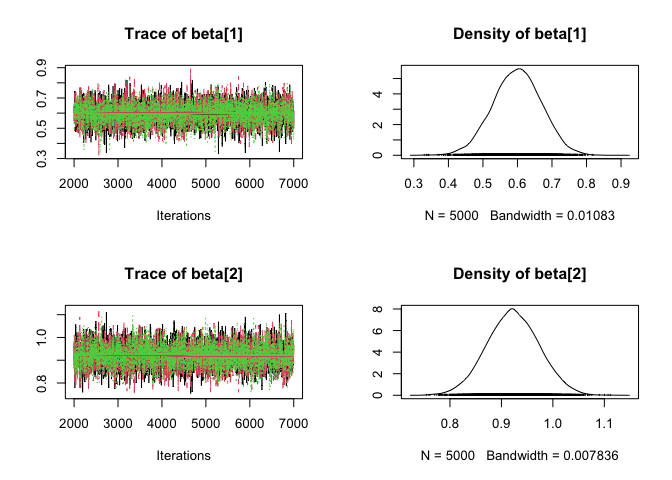 Trace of beta[1]
0.3 0.5 0.7 0.9
2000 3000 4000 5000 6000 7000
Iterations
Density of beta[1]
0 2 4
0.3 0.4 0.5 0.6 0.7 0.8 0.9
N = 5000 Bandwidth = 0.01083
Trace of beta[2]
0.8 1.0
2000 3000 4000 5000 6000 7000
Iterations
Density of beta[2]
0 2 4 6 8
0.8 0.9 1.0 1.1
N = 5000 Bandwidth = 0.007836